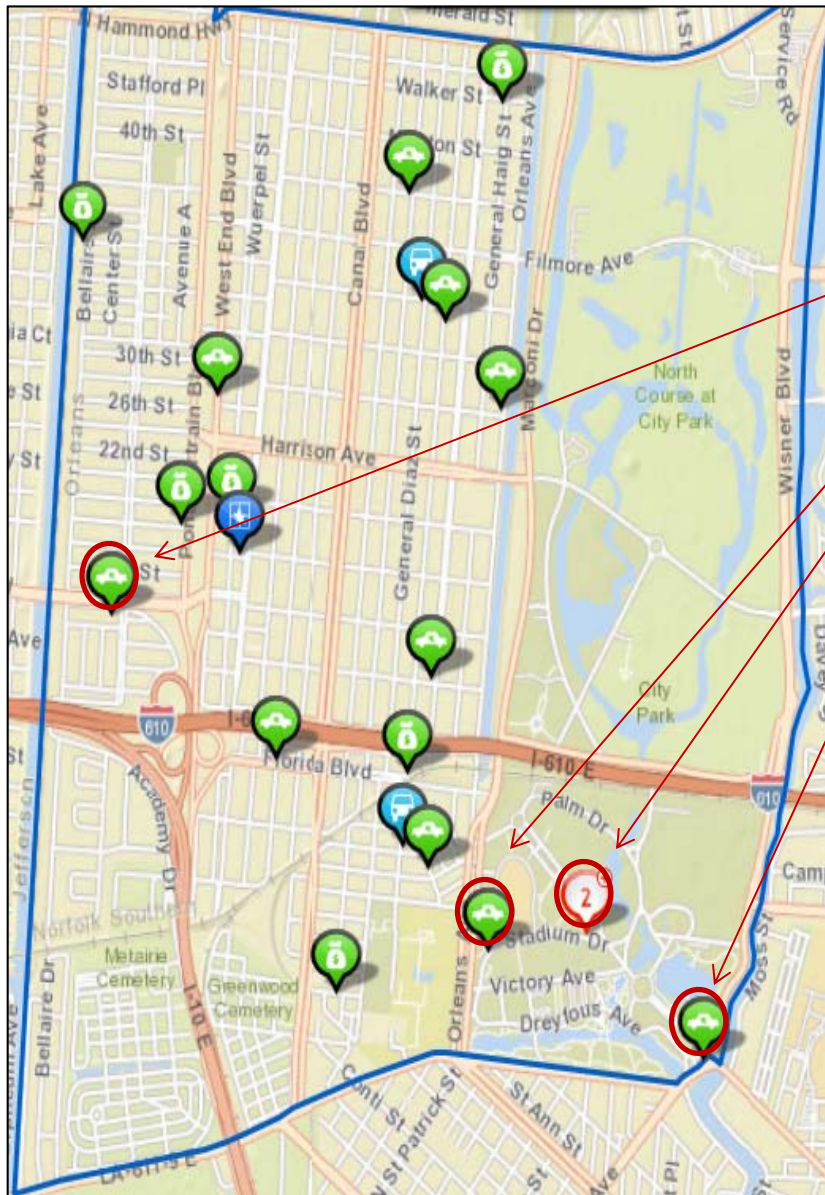 N Hammond Hwy
Stafford Pl
Walker St
40th St
Lake Ave
General Haig St
Orleans Ave
Service Rd
West End Blvd
Wuerpel St
Canal Blvd
Avenue A
Center St
Filmore Ave
30th St
26th St
22nd St
Harrison Ave
Marconi Dr
North
Course at
City Park
Wisner Blvd
Orleans
General Diaz St
St
Ave
City
Park
610
I-610 E
610
Florida Blvd
Academy Dr
Jefferson
Palm Dr
2
Norfolk Southern
Stadium Dr
Metairie
Cemetery
Greenwood
Cemetery
Victory Ave
Dreyfous Ave
Moss St
I-10 E
Bellaire Dr
Conti St
N St Patrick St
St Ann St
St
Ave